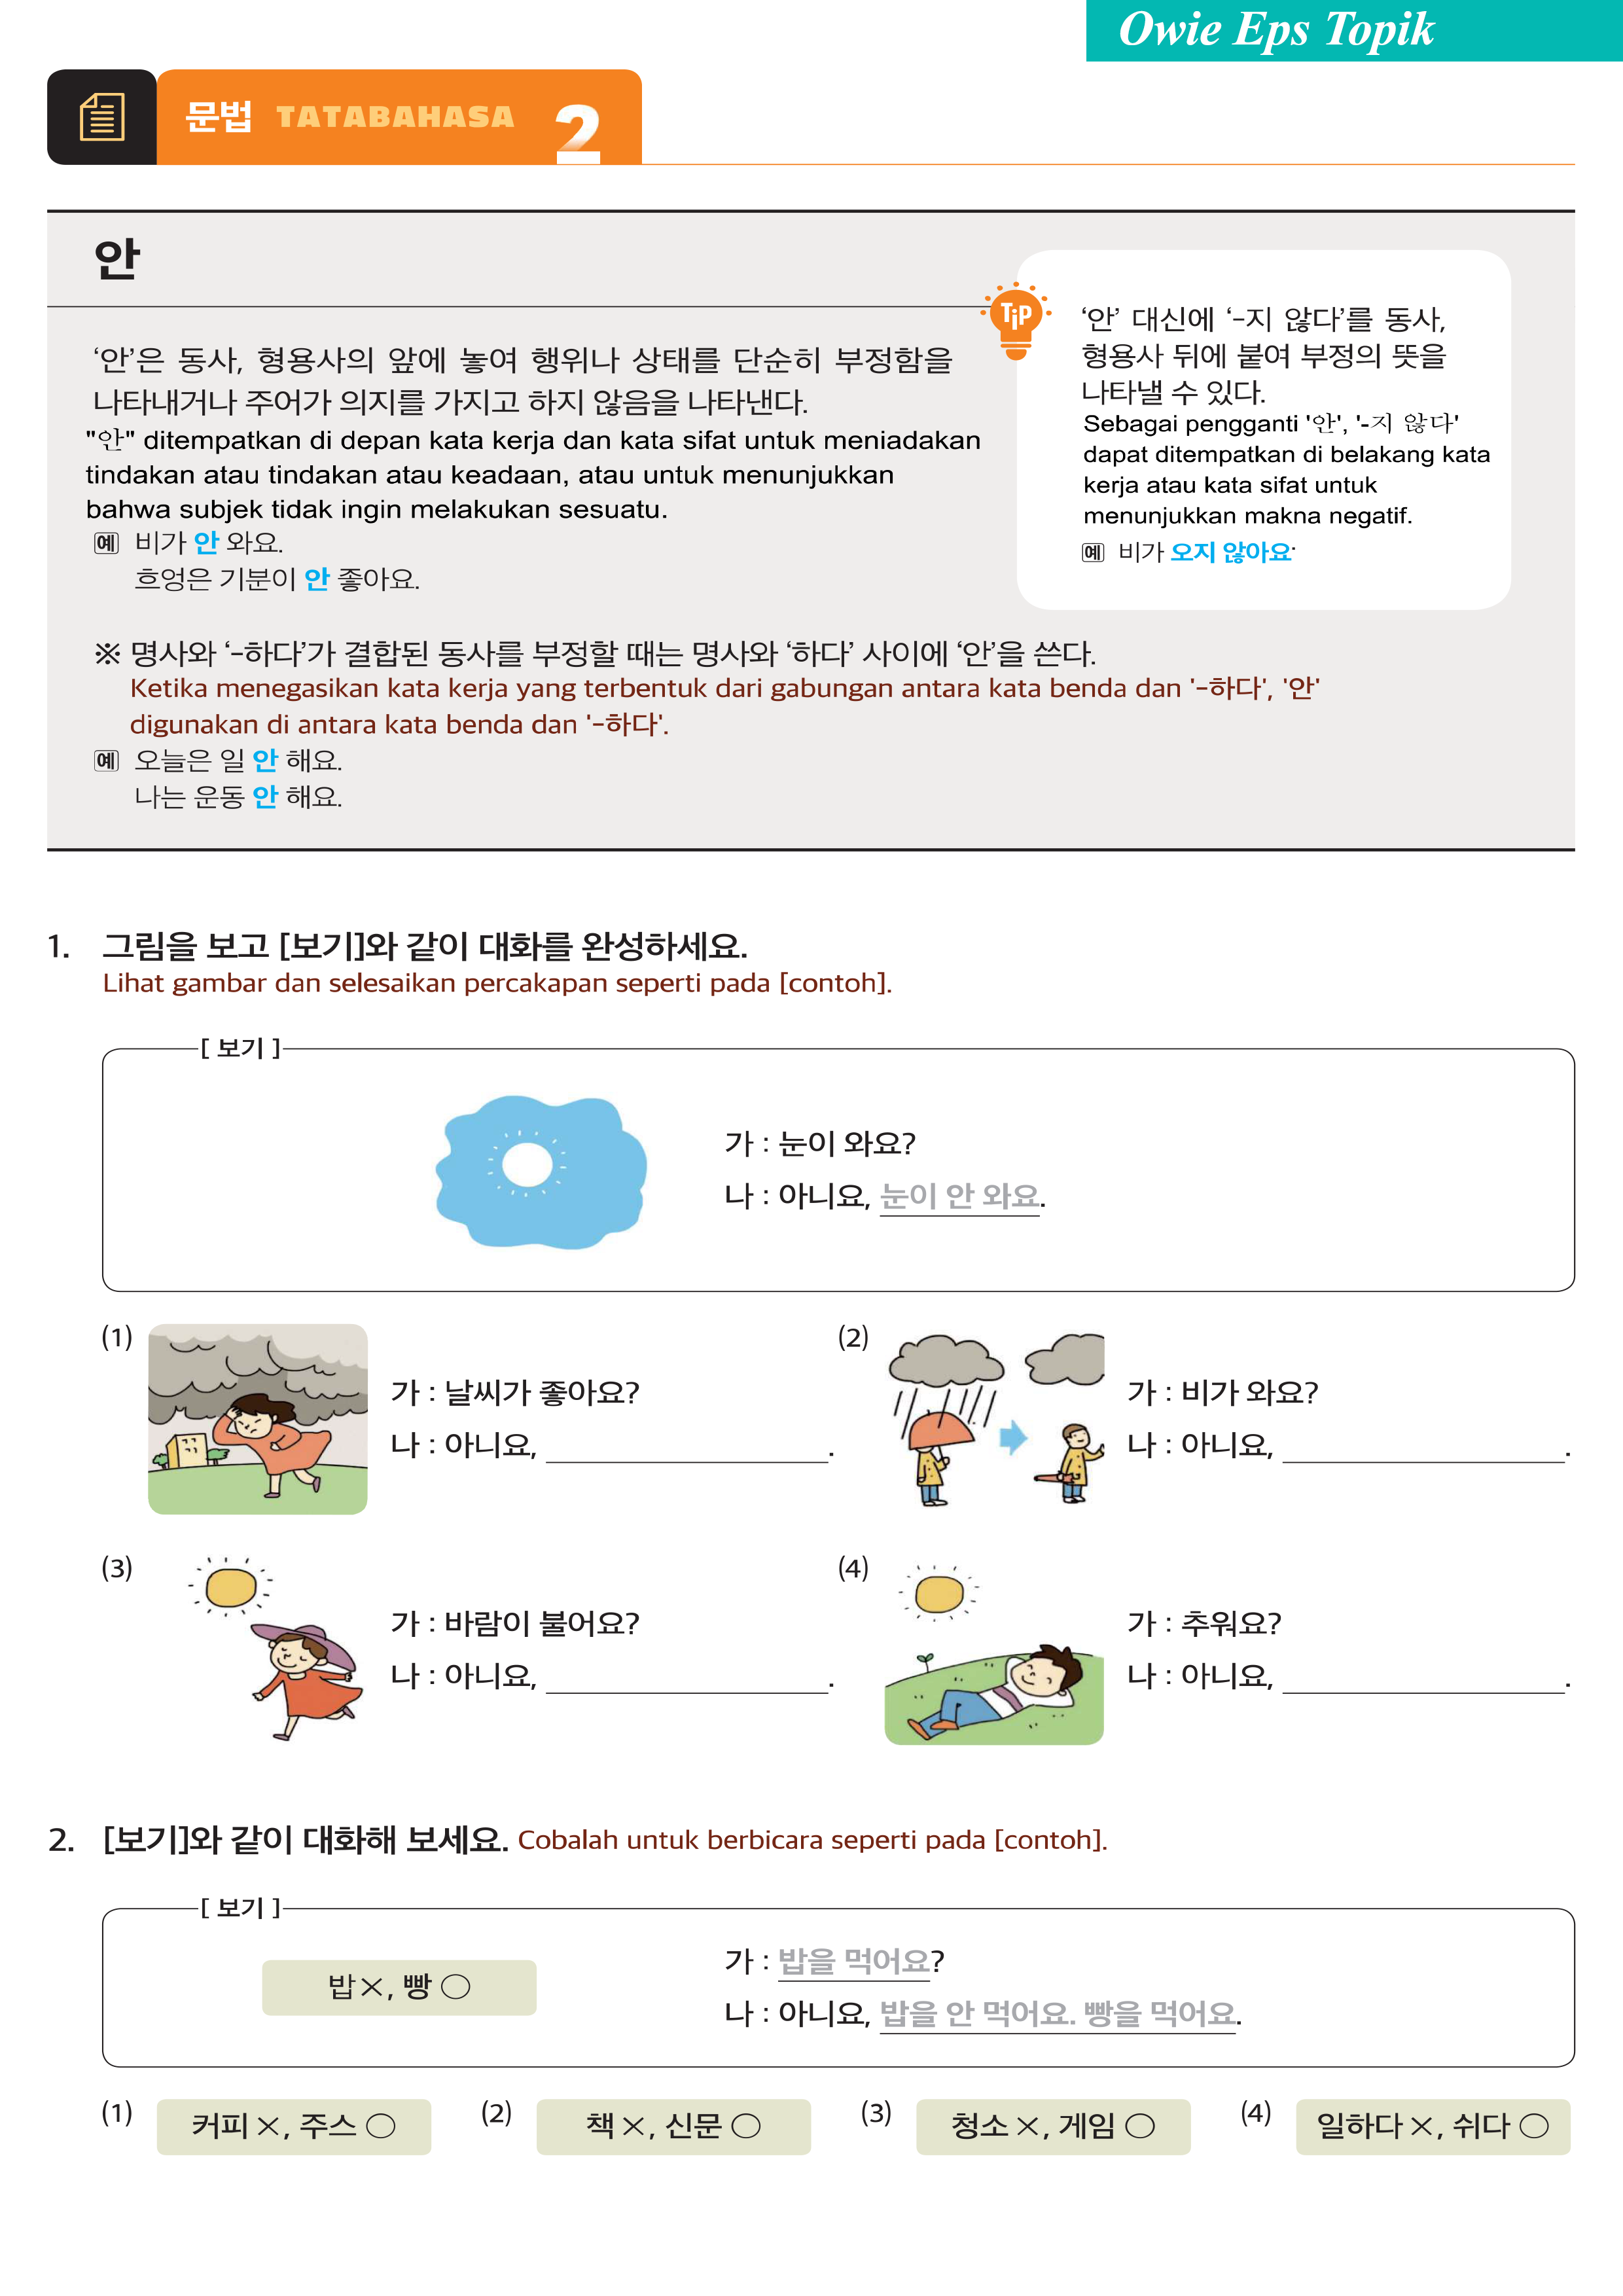 Owie Eps Topik
문법 TATABAHASA 2
안
‘안’은 동사, 형용사의 앞에 놓여 행위나 상태를 단순히 부정함을
나타내거나 주어가 의지를 가지고 하지 않음을 나타낸다.
"안" ditempatkan di depan kata kerja dan kata sifat untuk meniadakan
tindakan atau tindakan atau keadaan, atau untuk menunjukkan
bahwa subjek tidak ingin melakukan sesuatu.
예 비가 안 와요.
흐엉은 기분이 안 좋아요.
TiP
‘안’ 대신에 ‘-지 않다’를 동사,
형용사 뒤에 붙여 부정의 뜻을
나타낼 수 있다.
Sebagai pengganti '안', '-지 않다'
dapat ditempatkan di belakang kata
kerja atau kata sifat untuk
menunjukkan makna negatif.
예 비가 오지 않아요.
※ 명사와 ‘-하다’가 결합된 동사를 부정할 때는 명사와 ‘하다’ 사이에 ‘안’을 쓴다.
Ketika menegasikan kata kerja yang terbentuk dari gabungan antara kata benda dan '-하다', '안'
digunakan di antara kata benda dan '-하다'.
예 오늘은 일 안 해요.
나는 운동 안 해요.
1. 그림을 보고 [보기]와 같이 대화를 완성하세요.
Lihat gambar dan selesaikan percakapan seperti pada [contoh].
[ 보기 ]
가 : 눈이 와요?
나 : 아니요, 눈이 안 와요.
(1)
가 : 날씨가 좋아요?
나 : 아니요, ____________________.
(2)
가 : 비가 와요?
나 : 아니요, ____________________.
(3)
가 : 바람이 불어요?
나 : 아니요, ____________________.
(4)
가 : 추워요?
나 : 아니요, ____________________.
2. [보기]와 같이 대화해 보세요. Cobalah untuk berbicara seperti pada [contoh].
[ 보기 ]
밥×, 빵 ○
가 : 밥을 먹어요?
나 : 아니요, 밥을 안 먹어요. 빵을 먹어요.
(1) 커피 ×, 주스 ○
(2) 책 ×, 신문 ○
(3) 청소 ×, 게임 ○
(4) 일하다 ×, 쉬다 ○